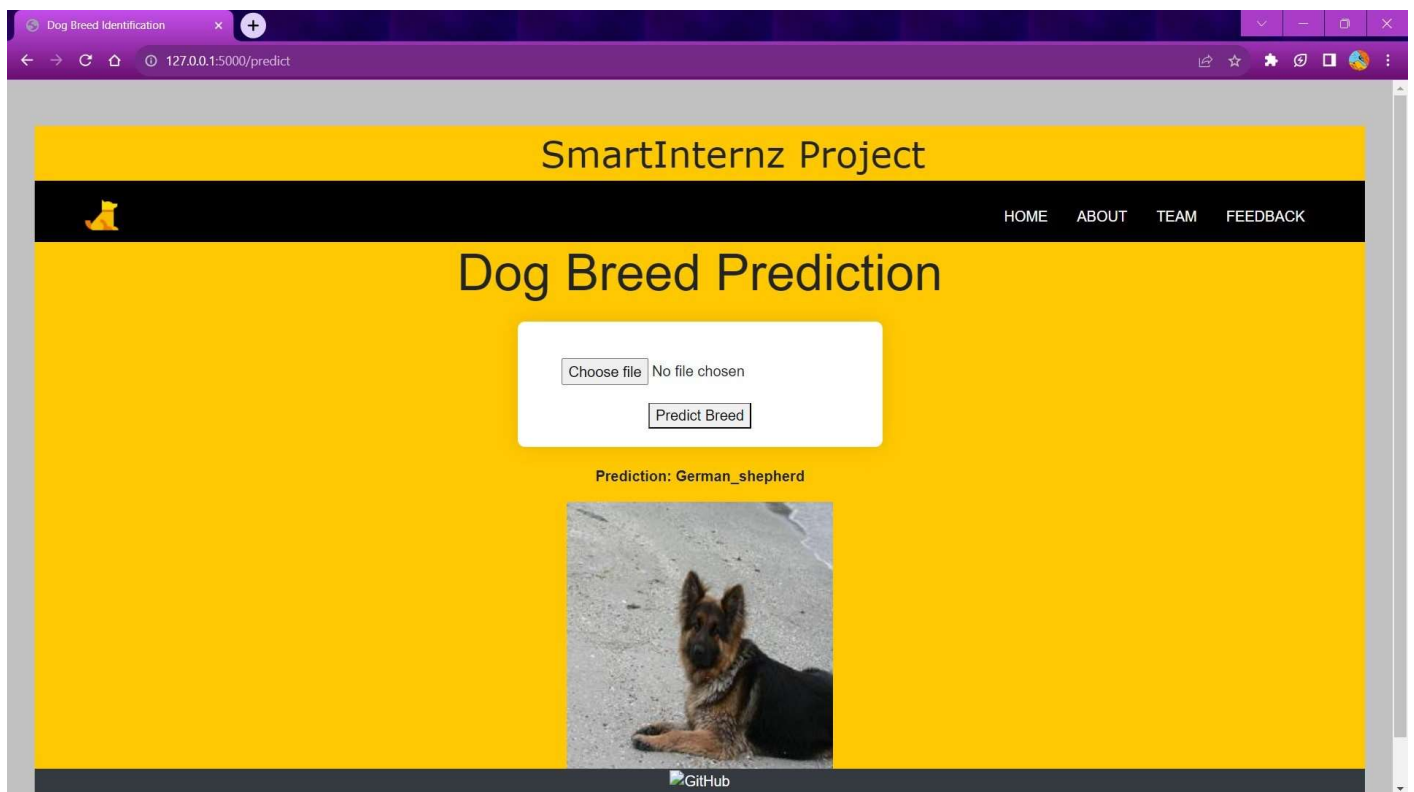 Dog Breed Identification
127.0.0.1:5000/predict
SmartInternz Project
HOME ABOUT TEAM FEEDBACK
Dog Breed Prediction
Choose file No file chosen
Predict Breed
Prediction: German_shepherd
GitHub